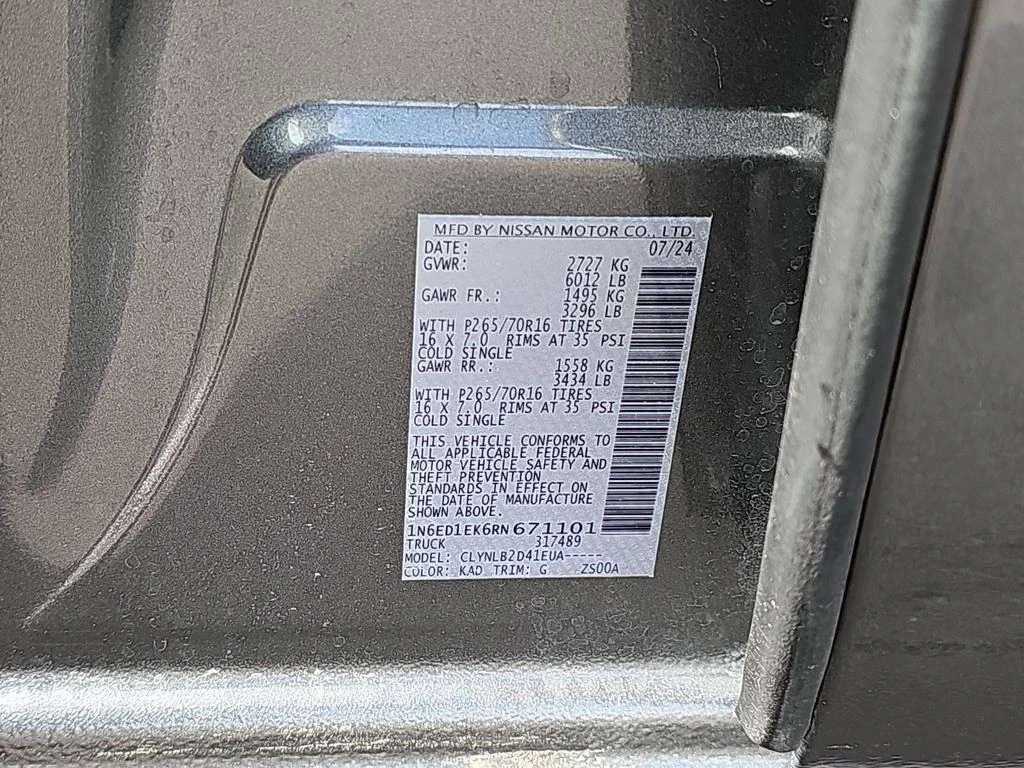 MFD BY NISSAN MOTOR CO., LTD.
DATE: 07/24
GVWR: 2727 KG
6012 LB
GAWR FR.: 1495 KG
3296 LB
WITH P265/70R16 TIRES
16 X 7.0 RIMS AT 35 PSI
COLD SINGLE
GAWR RR.: 1558 KG
3434 LB
WITH P265/70R16 TIRES
16 X 7.0 RIMS AT 35 PSI
COLD SINGLE
THIS VEHICLE CONFORMS TO
ALL APPLICABLE FEDERAL
MOTOR VEHICLE SAFETY AND
THEFT PREVENTION
STANDARDS IN EFFECT ON
THE DATE OF MANUFACTURE
SHOWN ABOVE.
1N6ED1EK6RN671101
TRUCK 317489
MODEL: CLYNLB2D41EUA-----
COLOR: KAD TRIM: G ZS00A